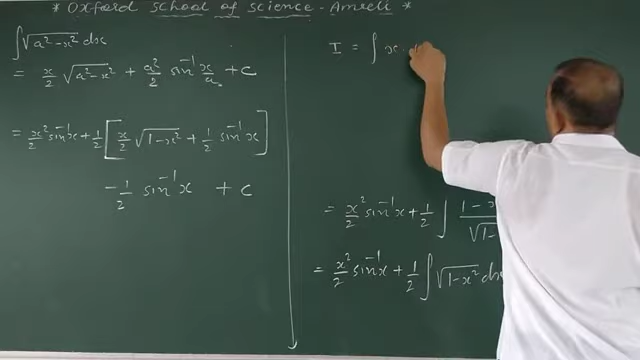 * Oxford school of science - Amreli *
∫√(a²-x²) dx
= x/2 √(a²-x²) + a²/2 sin⁻¹ x/a + c
= x²/2 sin⁻¹x + 1/2 [ x/2 √(1-x²) + 1/2 sin⁻¹x ]
- 1/2 sin⁻¹x + c
I = ∫ x ·
= x²/2 sin⁻¹x + 1/2 ∫ 1-x / √1-
= x²/2 sin⁻¹x + 1/2 ∫ √(1-x²) dx